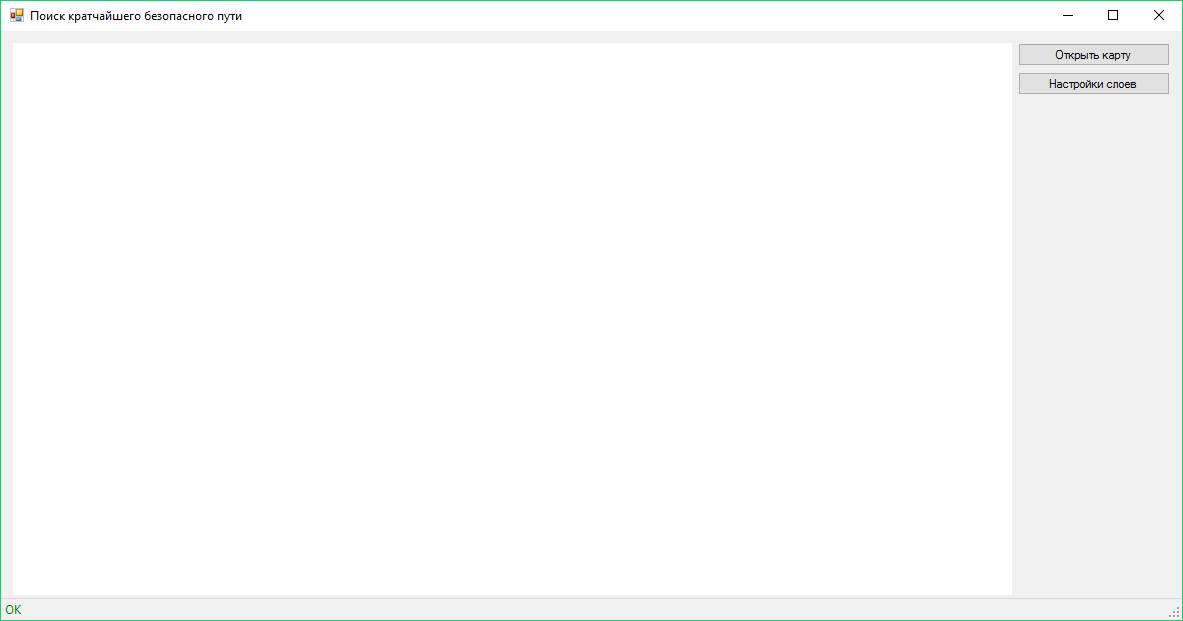 Поиск кратчайшего безопасного пути
Открыть карту
Настройки слоев
OK